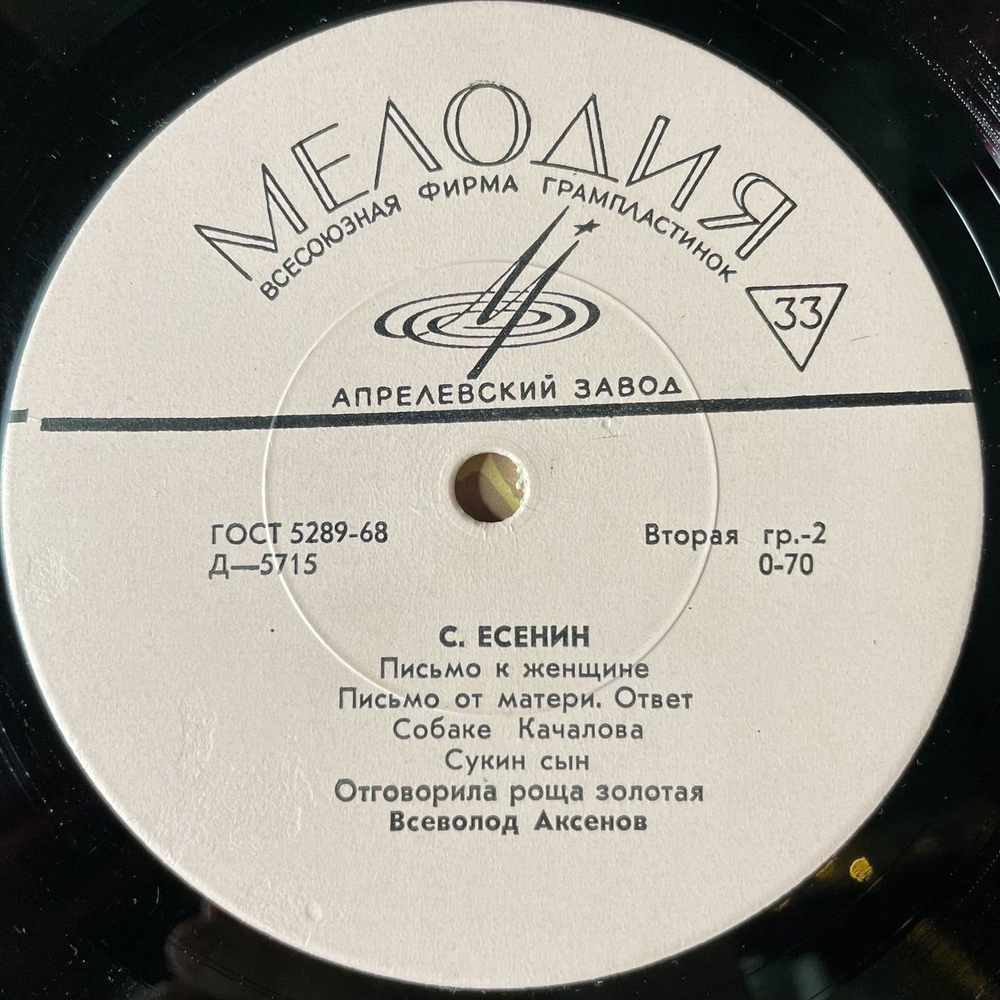 МЕЛОДИЯ
ВСЕСОЮЗНАЯ ФИРМА ГРАМПЛАСТИНОК
33
АПРЕЛЕВСКИЙ ЗАВОД
ГОСТ 5289-68
Д—5715
Вторая гр.-2
0-70
С. ЕСЕНИН
Письмо к женщине
Письмо от матери. Ответ
Собаке Качалова
Сукин сын
Отговорила роща золотая
Всеволод Аксенов